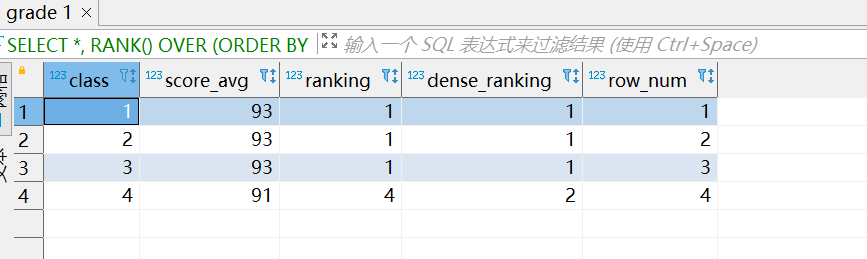 grade 1
SELECT *, RANK() OVER (ORDER BY 输入一个 SQL 表达式来过滤结果 (使用 Ctrl+Space)
123 class 123 score_avg 123 ranking 123 dense_ranking 123 row_num
1 1 93 1 1 1
2 2 93 1 1 2
3 3 93 1 1 3
4 4 91 4 2 4